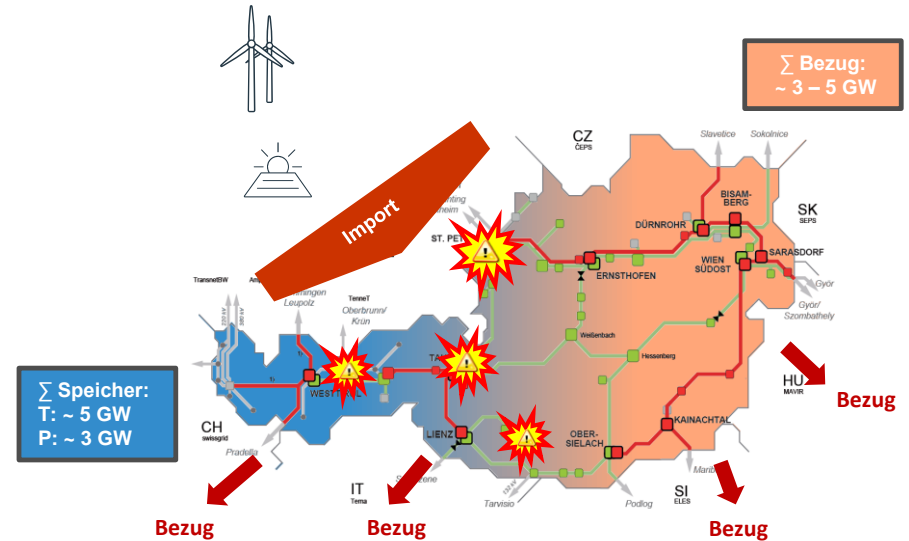 ∑ Bezug:
~ 3 – 5 GW
Import
CZ
ČEPS
Slavetice
Sokolnice
BISAM-
BERG
DÜRNROHR
SK
SEPS
SARASDORF
WIEN
SÜDOST
ST. PET
ERNSTHOFEN
Györ
Györ/
Szombathely
TransnetBW
Leupolz
TenneT
Oberbrunn/
Krün
Weißenbach
Hessenberg
∑ Speicher:
T: ~ 5 GW
P: ~ 3 GW
CH
swissgrid
Pradella
LIENZ
OBER-
SIELACH
KAINACHTAL
HU
MAVIR
Bezug
IT
Terna
Tarvisio
Podlog
SI
ELES
Bezug
Bezug
Bezug